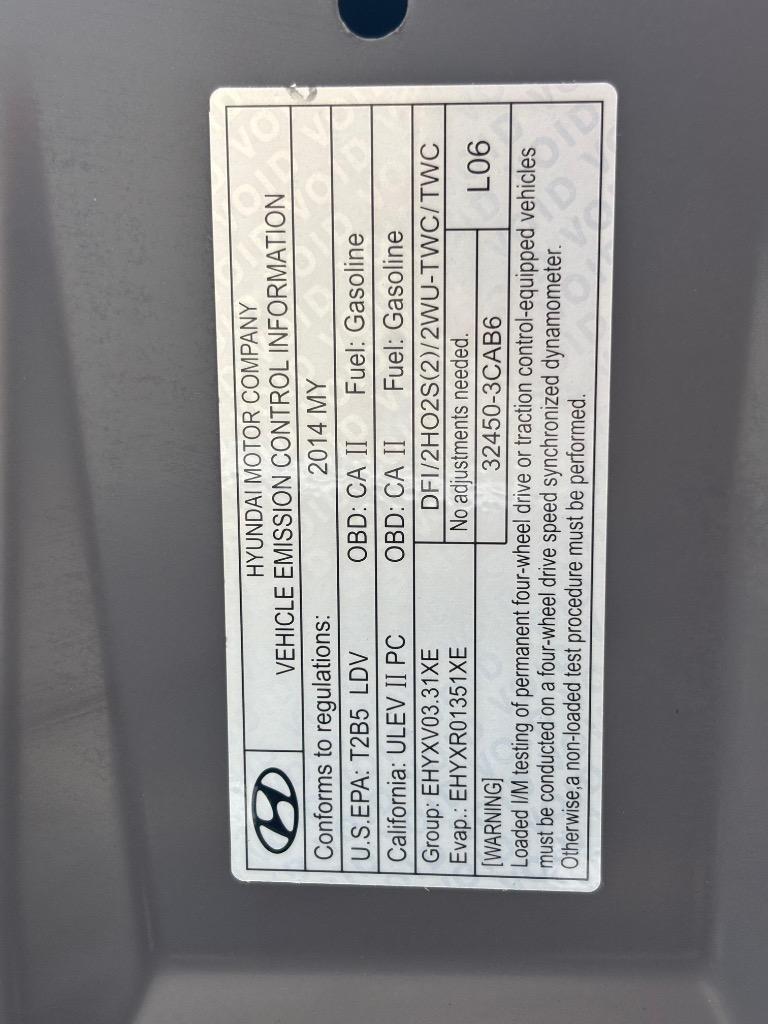 HYUNDAI MOTOR COMPANY
VEHICLE EMISSION CONTROL INFORMATION
Conforms to regulations: 2014 MY
U.S.EPA: T2B5 LDV OBD: CA II Fuel: Gasoline
California: ULEV II PC OBD: CA II Fuel: Gasoline
Group: EHYXV03.31XE DFI/2HO2S(2)/2WU-TWC/TWC
Evap.: EHYXR01351XE No adjustments needed. L06
[WARNING] 32450-3CAB6
Loaded I/M testing of permanent four-wheel drive or traction control-equipped vehicles
must be conducted on a four-wheel drive speed synchronized dynamometer.
Otherwise,a non-loaded test procedure must be performed.